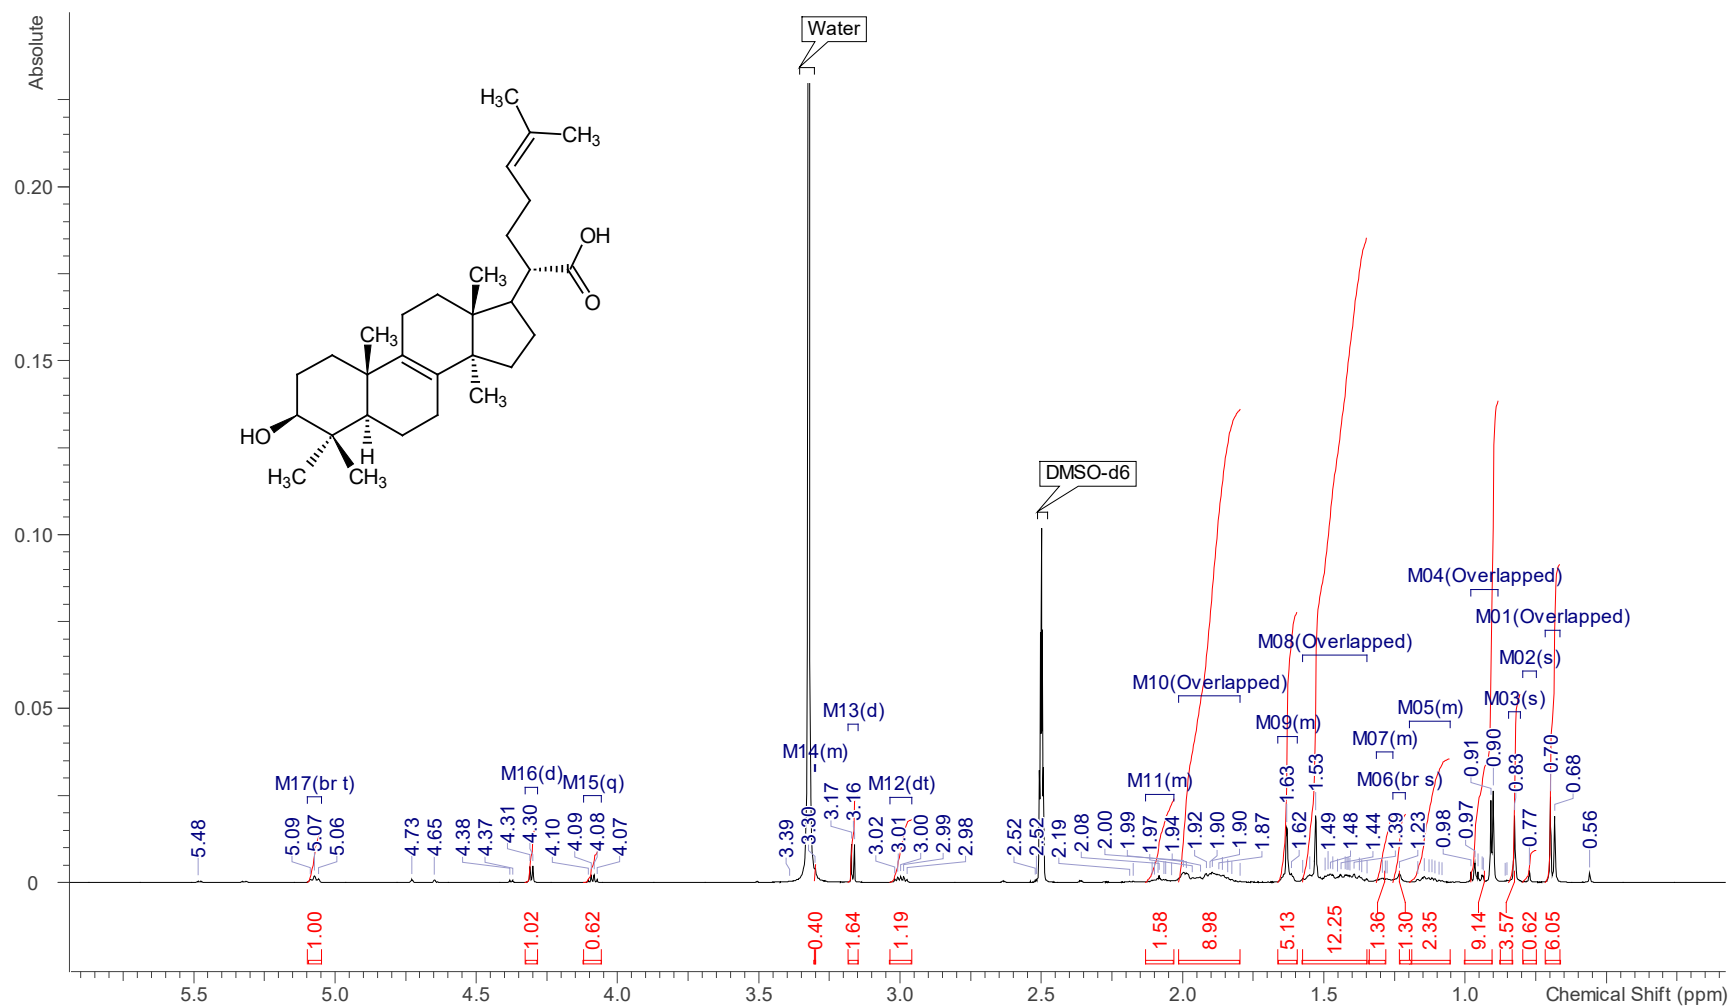 Absolute
Water
H₃C
CH₃
OH
CH₃
O
CH₃
CH₃
HO
H
H₃C
CH₃
DMSO-d6
0.20
0.15
0.10
0.05
0
M04(Overlapped)
M01(Overlapped)
M08(Overlapped)
M02(s)
M10(Overlapped)
M03(s)
M13(d)
M05(m)
M09(m)
M14(m)
M07(m)
M17(br t)
M16(d)
M15(q)
M12(dt)
M11(m)
M06(br s)
5.48
5.09
5.07
5.06
4.73
4.65
4.38
4.37
4.31
4.30
4.10
4.09
4.08
4.07
3.39
3.30
3.17
3.16
3.02
3.01
3.00
2.99
2.98
2.52
2.52
2.19
2.08
2.00
1.99
1.97
1.94
1.92
1.90
1.90
1.87
1.63
1.62
1.53
1.49
1.48
1.44
1.39
1.23
0.98
0.97
0.91
0.90
0.83
0.77
0.70
0.68
0.56
1.00
1.02
0.62
0.40
1.64
1.19
1.58
8.98
5.13
12.25
1.36
1.30
2.35
9.14
3.57
0.62
6.05
5.5 5.0 4.5 4.0 3.5 3.0 2.5 2.0 1.5 1.0 Chemical Shift (ppm)